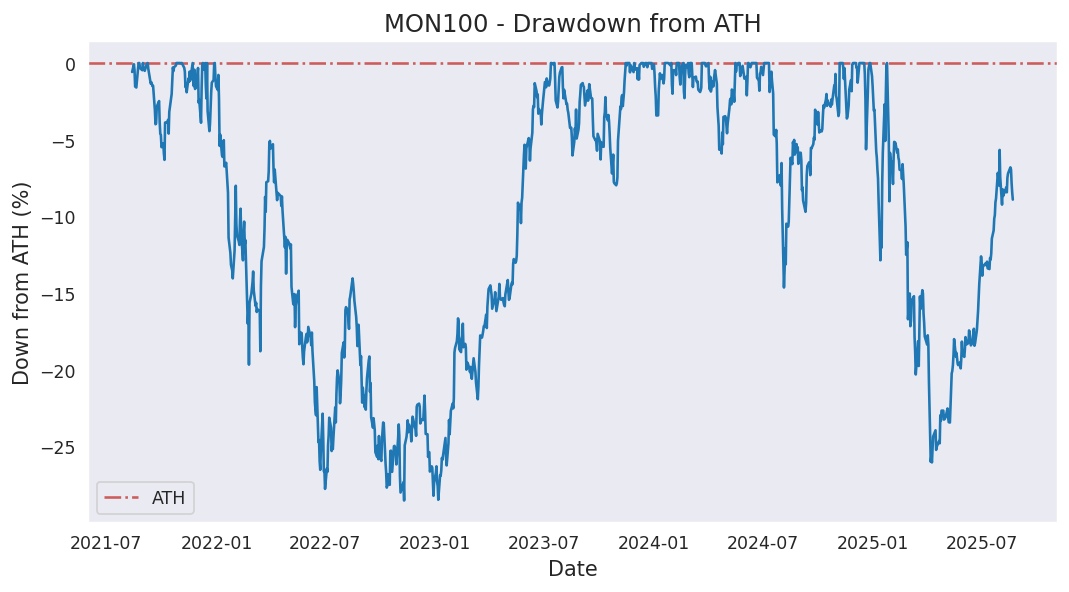 MON100 - Drawdown from ATH
Down from ATH (%)
0
−5
−10
−15
−20
−25
ATH
2021-07 2022-01 2022-07 2023-01 2023-07 2024-01 2024-07 2025-01 2025-07
Date